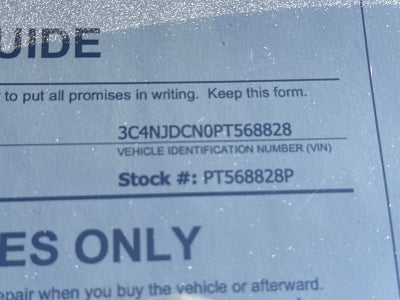 UIDE
to put all promises in writing. Keep this form.
3C4NJDCN0PT568828
VEHICLE IDENTIFICATION NUMBER (VIN)
Stock #: PT568828P
ES ONLY
epair when you buy the vehicle or afterward.